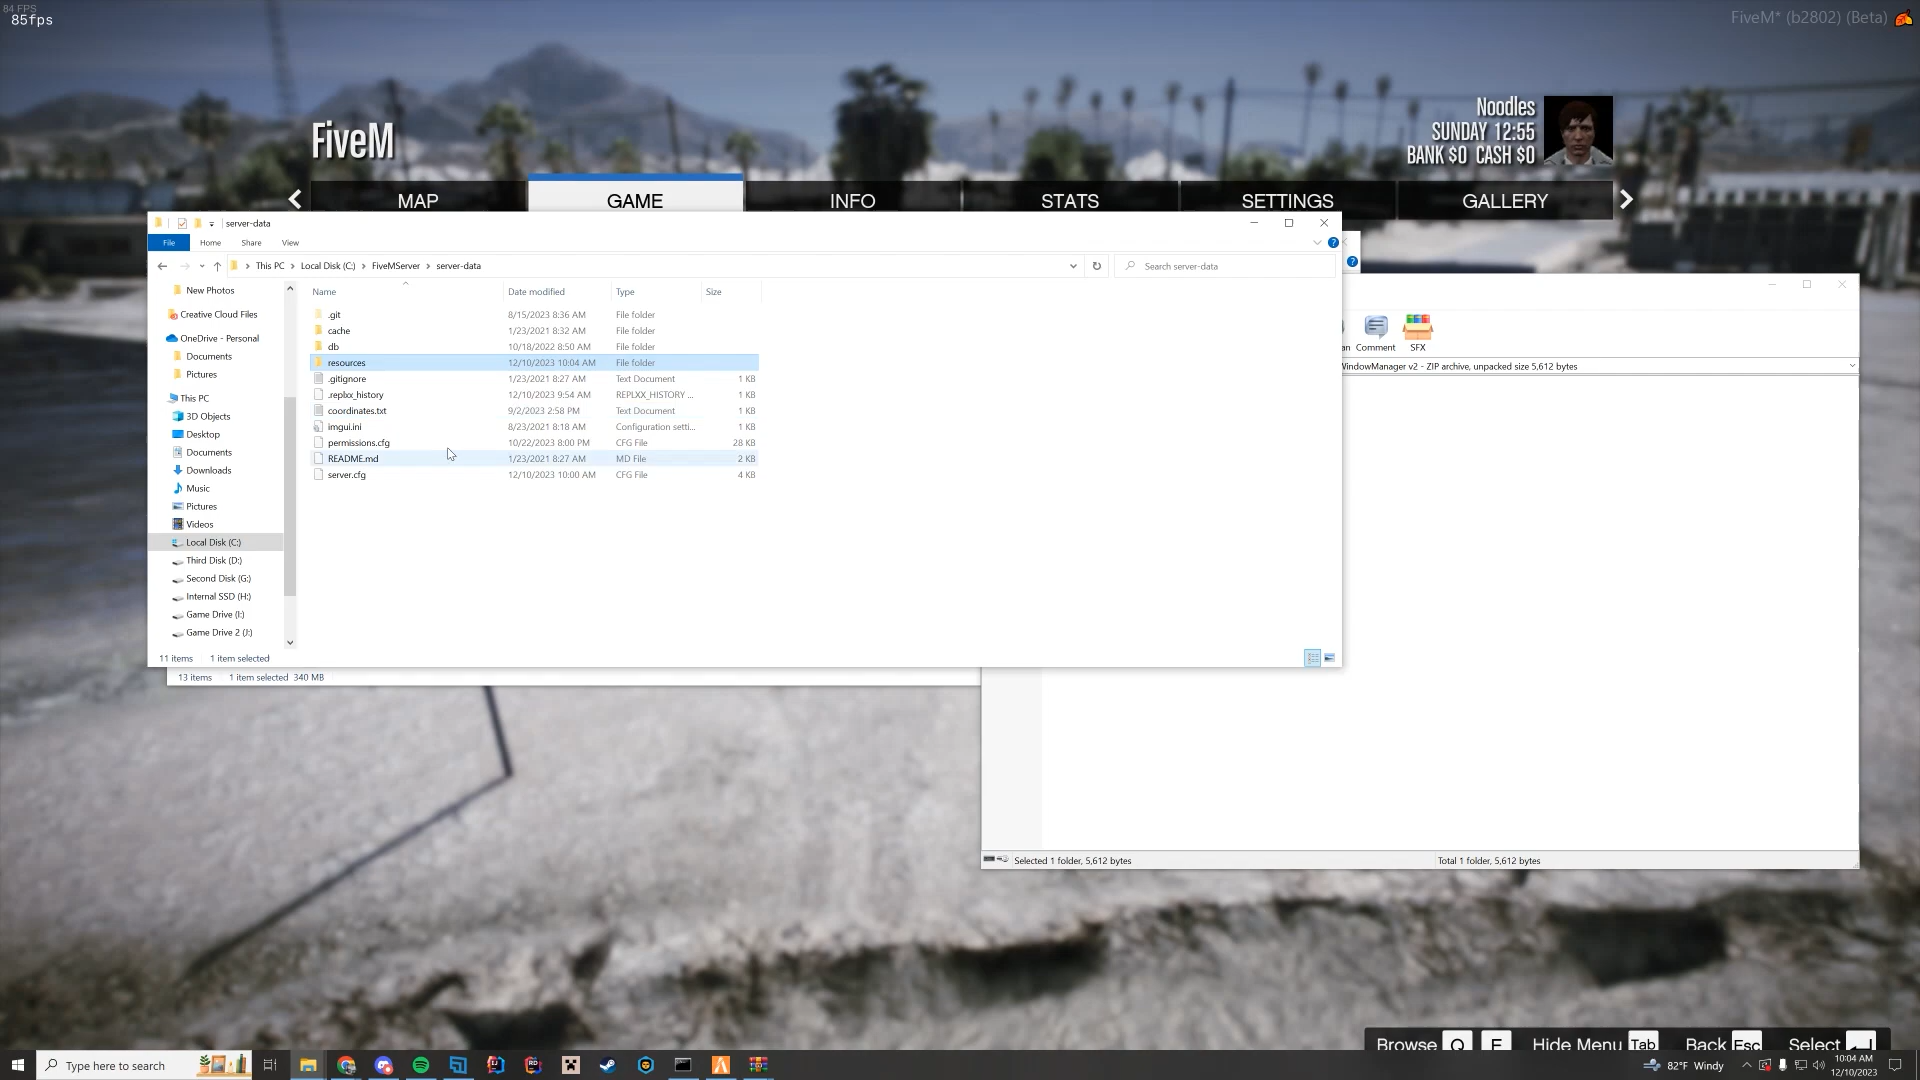 84 FPS
85fps
FiveM* (b2802) (Beta)
FiveM
Noodles
SUNDAY 12:55
BANK $0 CASH $0
MAP
GAME
INFO
STATS
SETTINGS
GALLERY
server-data
File
Home
Share
View
This PC
Local Disk (C:)
FiveMServer
server-data
Search server-data
New Photos
Creative Cloud Files
OneDrive - Personal
Documents
Pictures
This PC
3D Objects
Desktop
Documents
Downloads
Music
Pictures
Videos
Local Disk (C:)
Third Disk (D:)
Second Disk (G:)
Internal SSD (H:)
Game Drive (I:)
Game Drive 2 (J:)
Name Date modified Type Size
.git 8/15/2023 8:36 AM File folder
cache 1/23/2021 8:32 AM File folder
db 10/18/2022 8:50 AM File folder
resources 12/10/2023 10:04 AM File folder
.gitignore 1/23/2021 8:27 AM Text Document 1 KB
.replxx_history 12/10/2023 9:54 AM REPLXX_HISTORY ... 1 KB
coordinates.txt 9/2/2023 2:58 PM Text Document 1 KB
imgui.ini 8/23/2021 8:18 AM Configuration setti... 1 KB
permissions.cfg 10/22/2023 8:00 PM CFG File 28 KB
README.md 1/23/2021 8:27 AM MD File 2 KB
server.cfg 12/10/2023 10:00 AM CFG File 4 KB
11 items 1 item selected
13 items 1 item selected 340 MB
Comment
SFX
WindowManager v2 - ZIP archive, unpacked size 5,612 bytes
Selected 1 folder, 5,612 bytes
Total 1 folder, 5,612 bytes
Browse Q E Hide Menu Tab Back Esc Select
Type here to search
82°F Windy
10:04 AM
12/10/2023